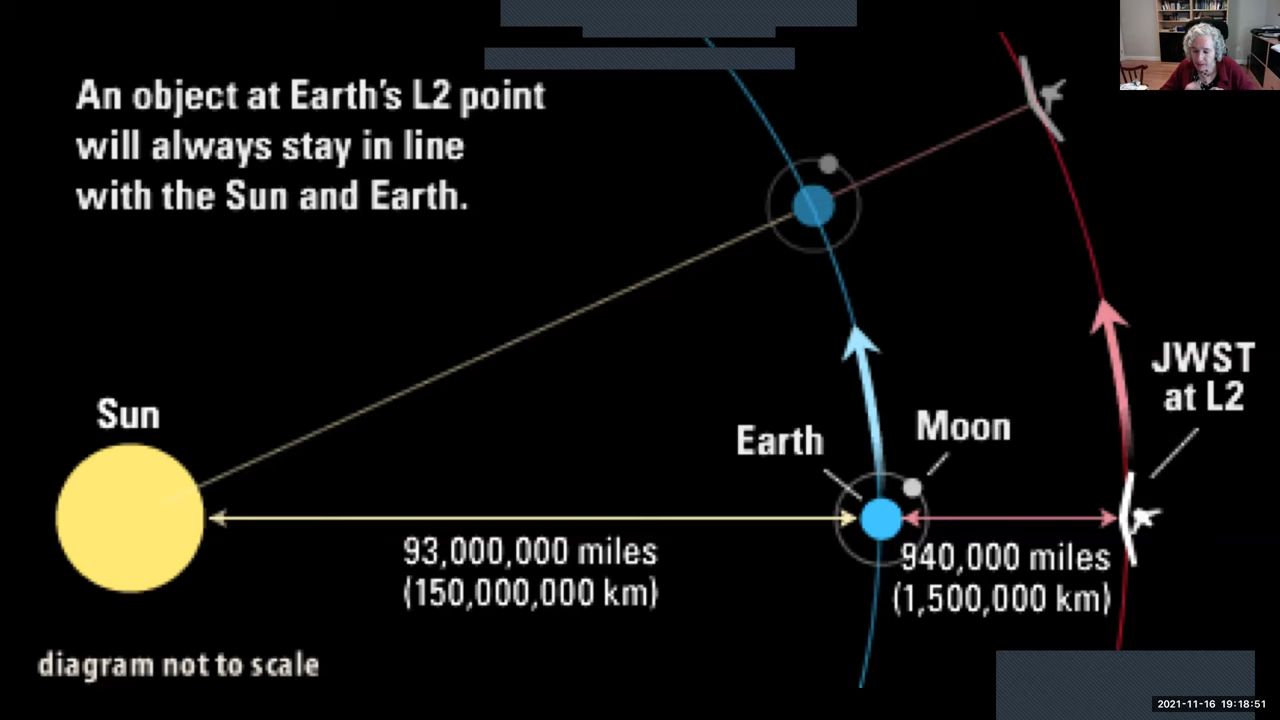 An object at Earth's L2 point
will always stay in line
with the Sun and Earth.
JWST
at L2
Sun
Earth
Moon
93,000,000 miles
(150,000,000 km)
940,000 miles
(1,500,000 km)
diagram not to scale
2021-11-16 19:18:51